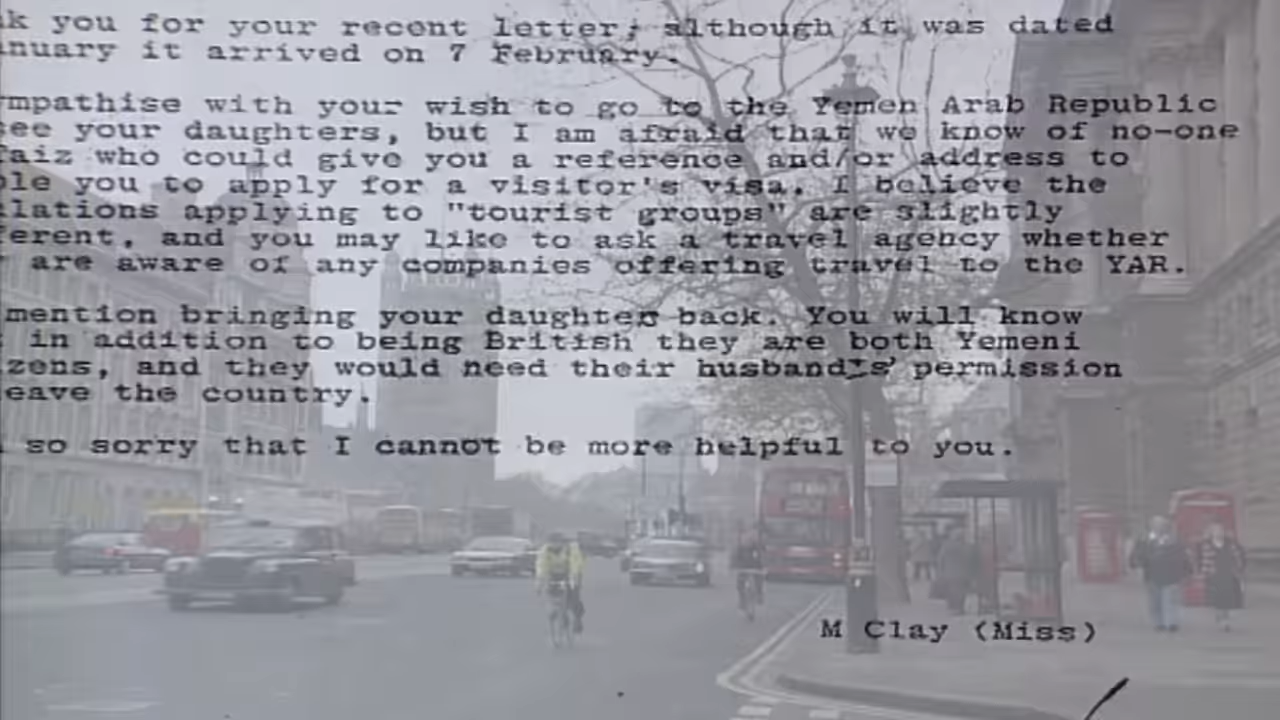 k you for your recent letter; although it was dated
nuary it arrived on 7 February.
mpathise with your wish to go to the Yemen Arab Republic
see your daughters, but I am afraid that we know of no-one
aiz who could give you a reference and/or address to
le you to apply for a visitor's visa. I believe the
lations applying to "tourist groups" are slightly
erent, and you may like to ask a travel agency whether
are aware of any companies offering travel to the YAR.
mention bringing your daughter back. You will know
in addition to being British they are both Yemeni
zens, and they would need their husband's' permission
eave the country.
so sorry that I cannot be more helpful to you.
M Clay (Miss)